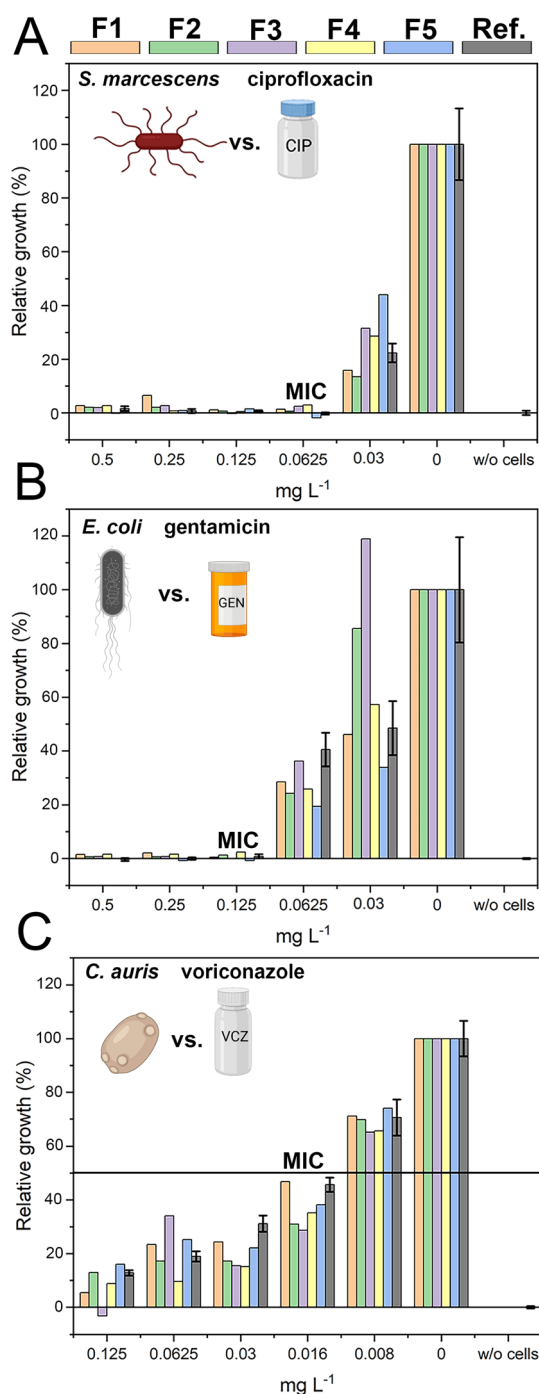 A
F1 F2 F3 F4 F5 Ref.
S. marcescens ciprofloxacin
vs.
CIP
MIC
Relative growth (%)
120
100
80
60
40
20
0
0.5 0.25 0.125 0.0625 0.03 0 w/o cells
mg L⁻¹
B
E. coli gentamicin
vs.
GEN
MIC
Relative growth (%)
120
100
80
60
40
20
0
0.5 0.25 0.125 0.0625 0.03 0 w/o cells
mg L⁻¹
C
C. auris voriconazole
vs.
VCZ
MIC
Relative growth (%)
120
100
80
60
40
20
0
0.125 0.0625 0.03 0.016 0.008 0 w/o cells
mg L⁻¹